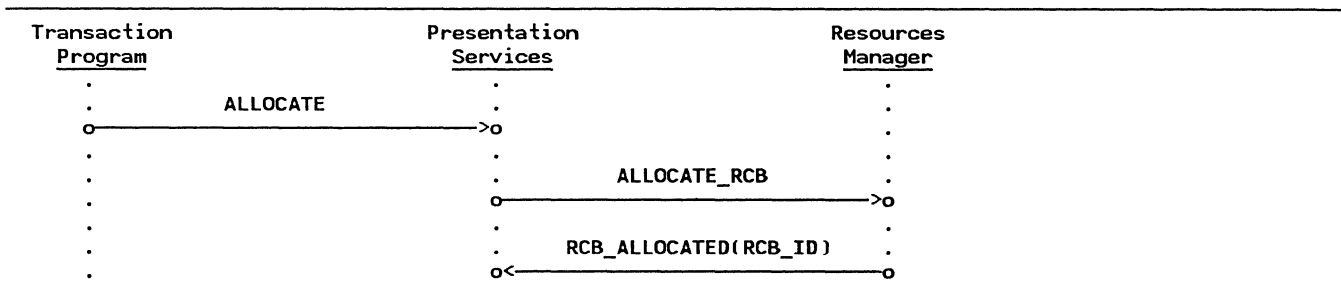 Transaction Presentation Resources
Program Services Manager
ALLOCATE
ALLOCATE_RCB
RCB_ALLOCATED(RCB_ID)